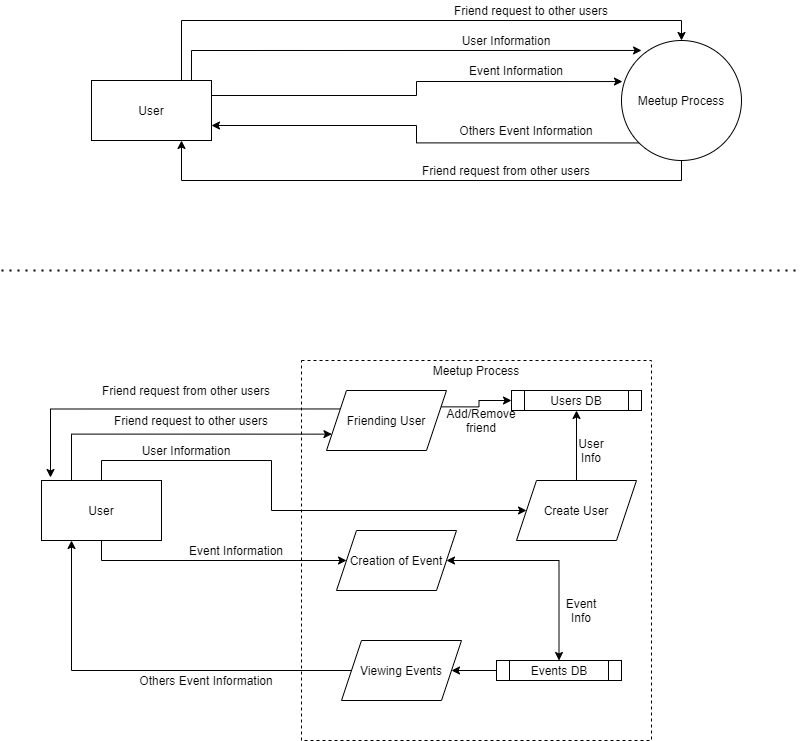 Friend request to other users
User Information
Event Information
User
Meetup Process
Others Event Information
Friend request from other users
Meetup Process
Friend request from other users
Users DB
Friend request to other users
Friending User
Add/Remove
friend
User Information
User
Info
User
Create User
Event Information
Creation of Event
Event
Info
Viewing Events
Events DB
Others Event Information